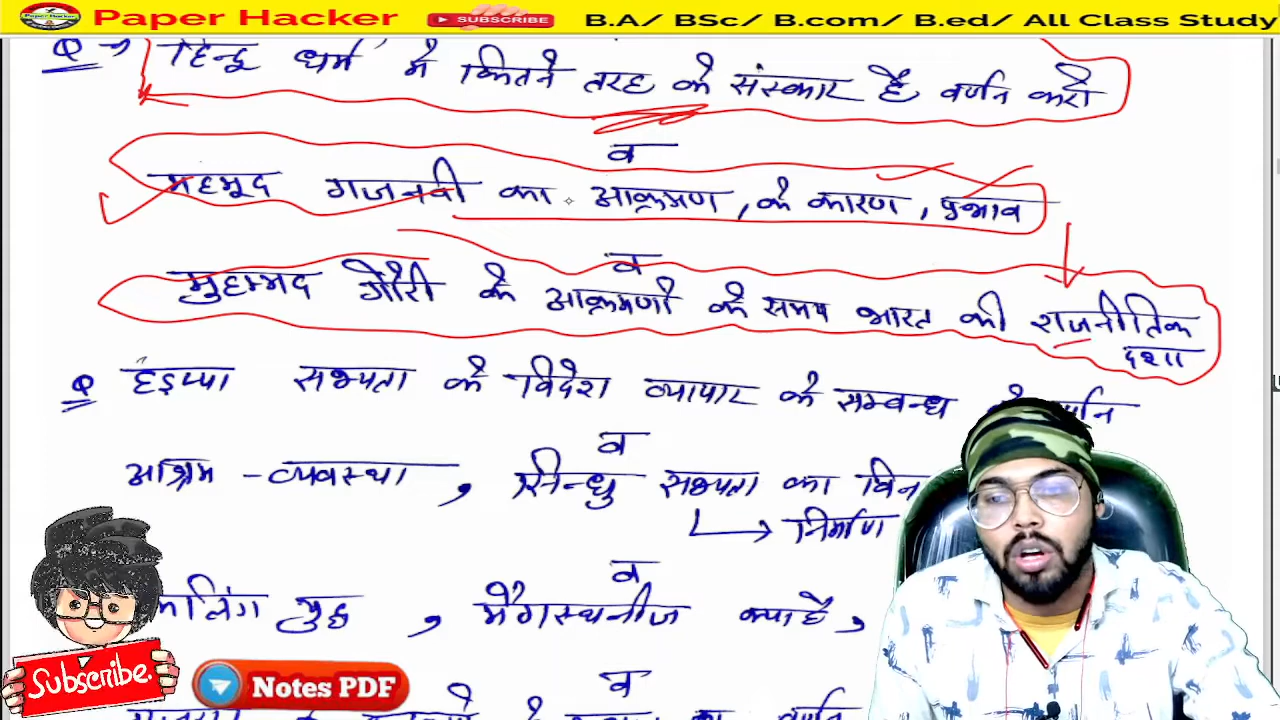 Paper Hacker SUBSCRIBE B.A/ BSc/ B.com/ B.ed/ All Class Study
Q → हिन्दू धर्म मे कितने तरह के संस्कार है वर्णन करो
व
महमूद गजनवी का आक्रमण, के कारण, प्रभाव
व
मुहम्मद गौरी के आक्रमणो के समय भारत की राजनीतिक
दशा
Q हड़प्पा सभ्यता के विदेश व्यापार के सम्बन्ध
व
आश्रम - व्यवस्था, सिन्धु सभ्यता का
→ निर्माण
व
युद्ध, मैगस्थनीज क्या है,
व
Subscribe.
Notes PDF